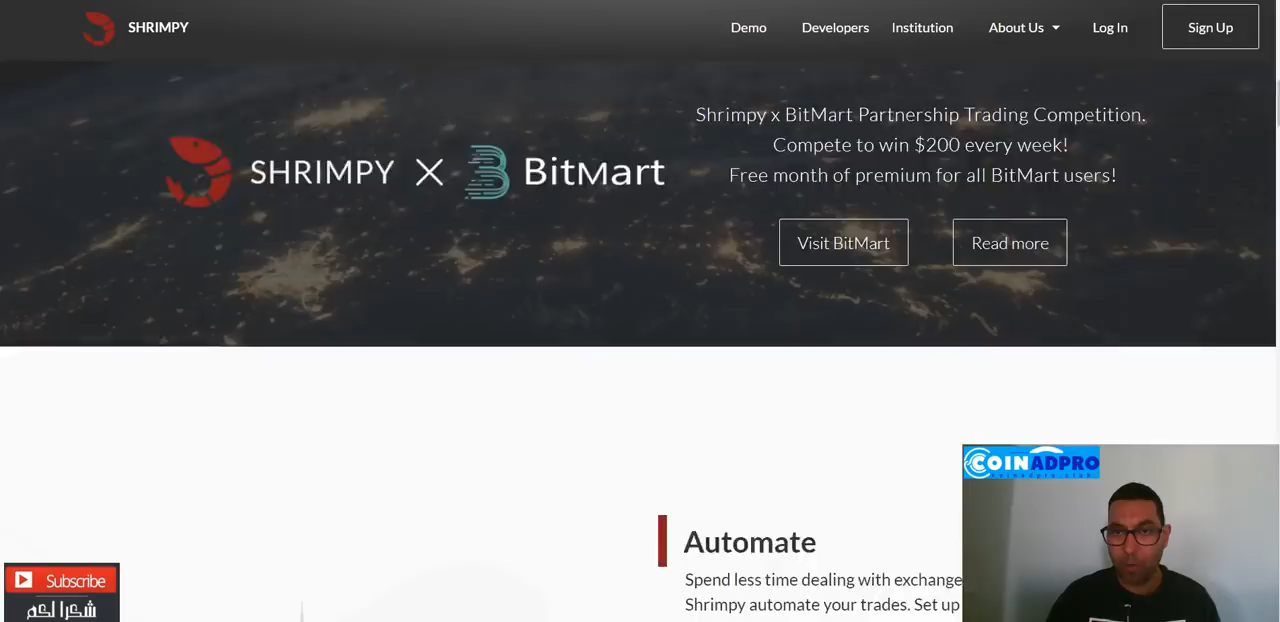 SHRIMPY
Demo
Developers
Institution
About Us
Log In
Sign Up
SHRIMPY X BitMart
Shrimpy x BitMart Partnership Trading Competition.
Compete to win $200 every week!
Free month of premium for all BitMart users!
Visit BitMart
Read more
COINADPRO
Automate
Spend less time dealing with exchange
Shrimpy automate your trades. Set up
Subscribe
شكرا لكم